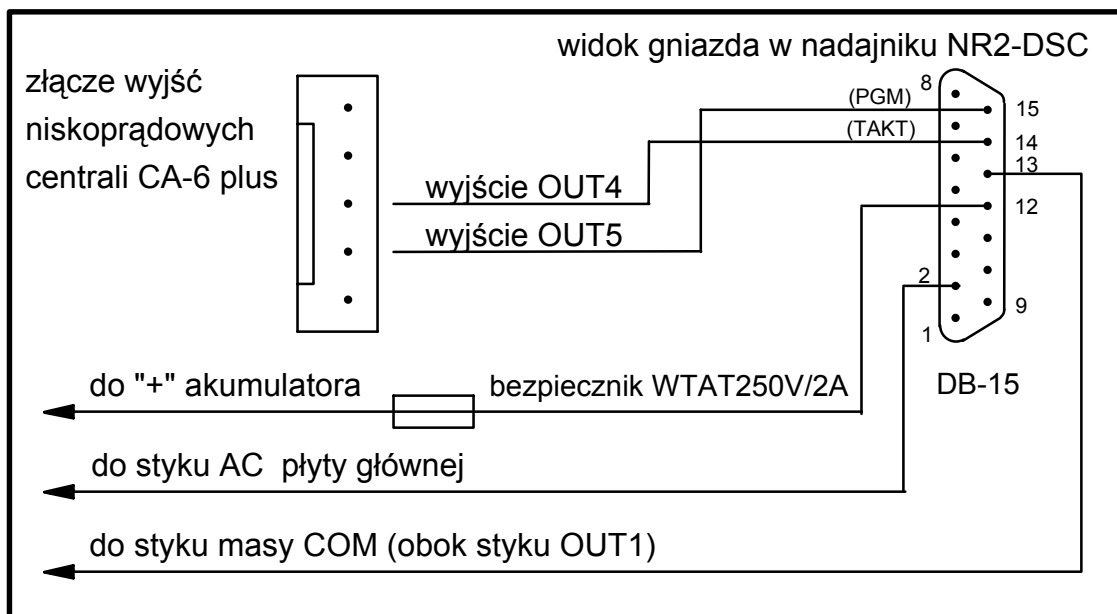 widok gniazda w nadajniku NR2-DSC
złącze wyjść
niskoprądowych
centrali CA-6 plus
8
(PGM)
15
(TAKT)
14
13
wyjście OUT4
12
wyjście OUT5
2
9
1
do "+" akumulatora
bezpiecznik WTAT250V/2A
DB-15
do styku AC płyty głównej
do styku masy COM (obok styku OUT1)